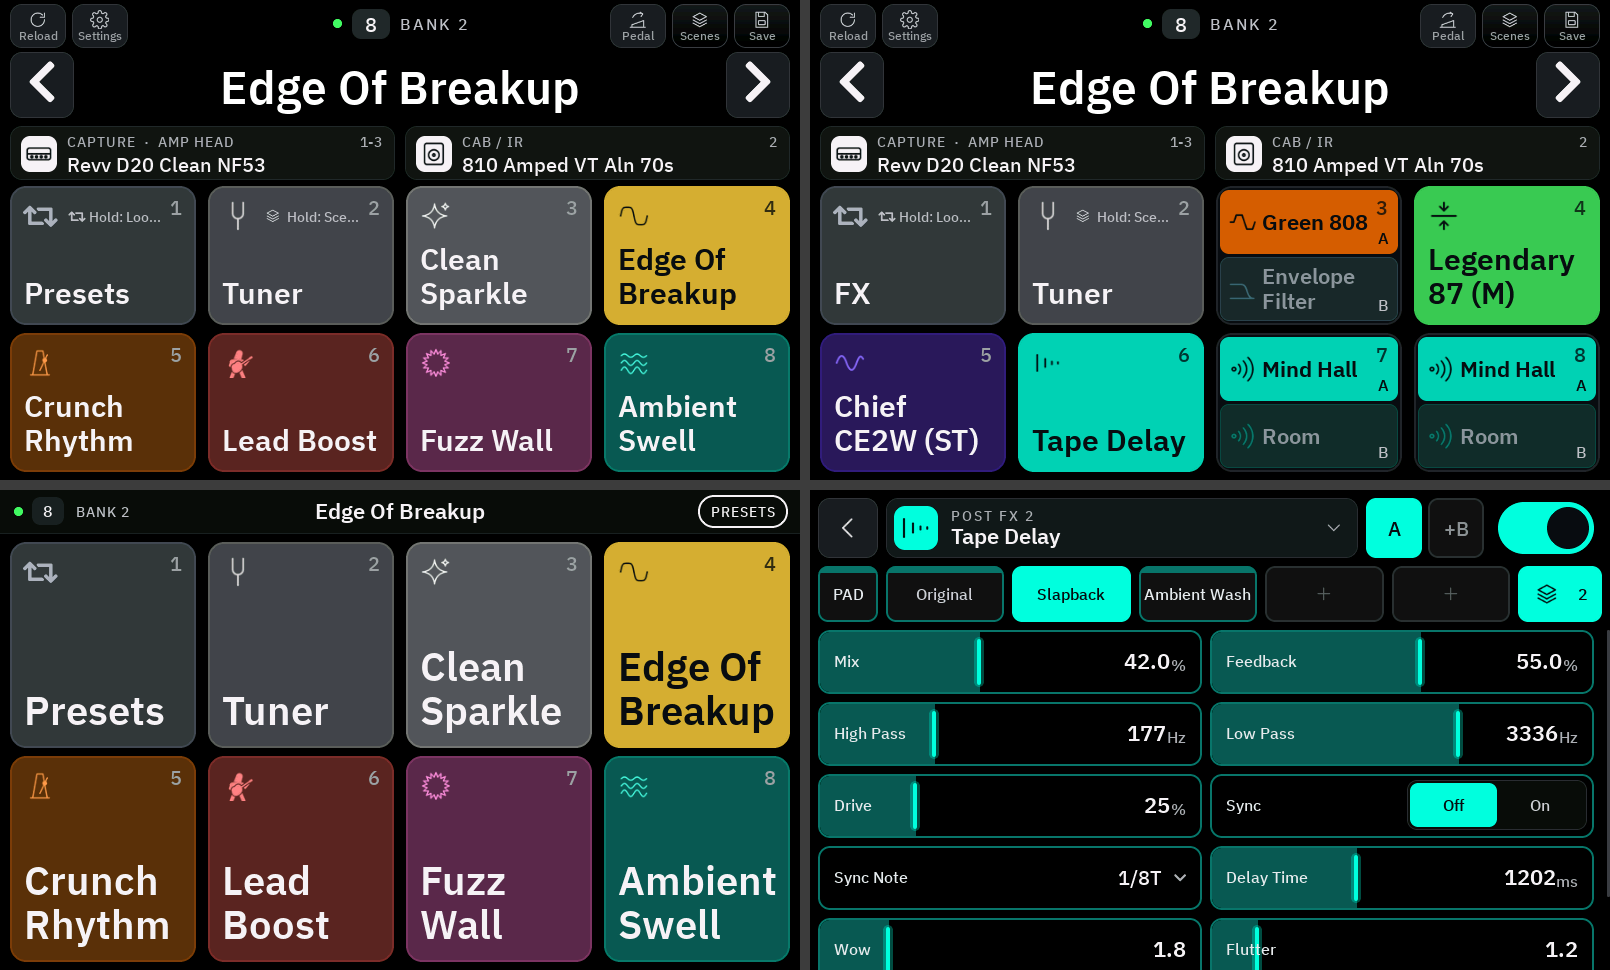 Reload
Settings
8 BANK 2
Pedal
Scenes
Save
Edge Of Breakup
CAPTURE · AMP HEAD 1-3
Revv D20 Clean NF53
CAB / IR 2
810 Amped VT Aln 70s
Hold: Loo... 1
Presets
Hold: Sce... 2
Tuner
3
Clean
Sparkle
4
Edge Of
Breakup
5
Crunch
Rhythm
6
Lead Boost
7
Fuzz Wall
8
Ambient
Swell
Reload
Settings
8 BANK 2
Pedal
Scenes
Save
Edge Of Breakup
CAPTURE · AMP HEAD 1-3
Revv D20 Clean NF53
CAB / IR 2
810 Amped VT Aln 70s
Hold: Loo... 1
FX
Hold: Sce... 2
Tuner
Green 808 3
A
Envelope
Filter
B
4
Legendary
87 (M)
5
Chief
CE2W (ST)
6
Tape Delay
Mind Hall 7
A
Room
B
Mind Hall 8
A
Room
B
8 BANK 2
Edge Of Breakup
PRESETS
1
Presets
2
Tuner
3
Clean
Sparkle
4
Edge Of
Breakup
5
Crunch
Rhythm
6
Lead
Boost
7
Fuzz
Wall
8
Ambient
Swell
POST FX 2
Tape Delay
A
+B
PAD
Original
Slapback
Ambient Wash
+
+
2
Mix 42.0%
Feedback 55.0%
High Pass 177Hz
Low Pass 3336Hz
Drive 25%
Sync Off On
Sync Note 1/8T
Delay Time 1202ms
Wow 1.8
Flutter 1.2